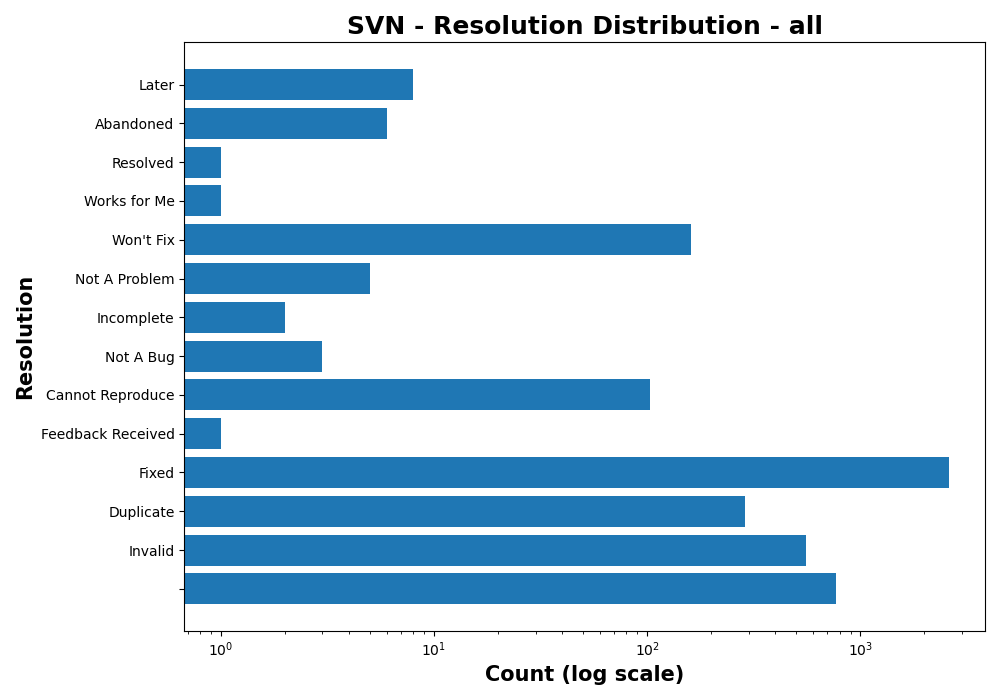 SVN - Resolution Distribution - all
Later
Abandoned
Resolved
Works for Me
Won't Fix
Not A Problem
Incomplete
Not A Bug
Cannot Reproduce
Feedback Received
Fixed
Duplicate
Invalid
Resolution
10⁰ 10¹ 10² 10³
Count (log scale)